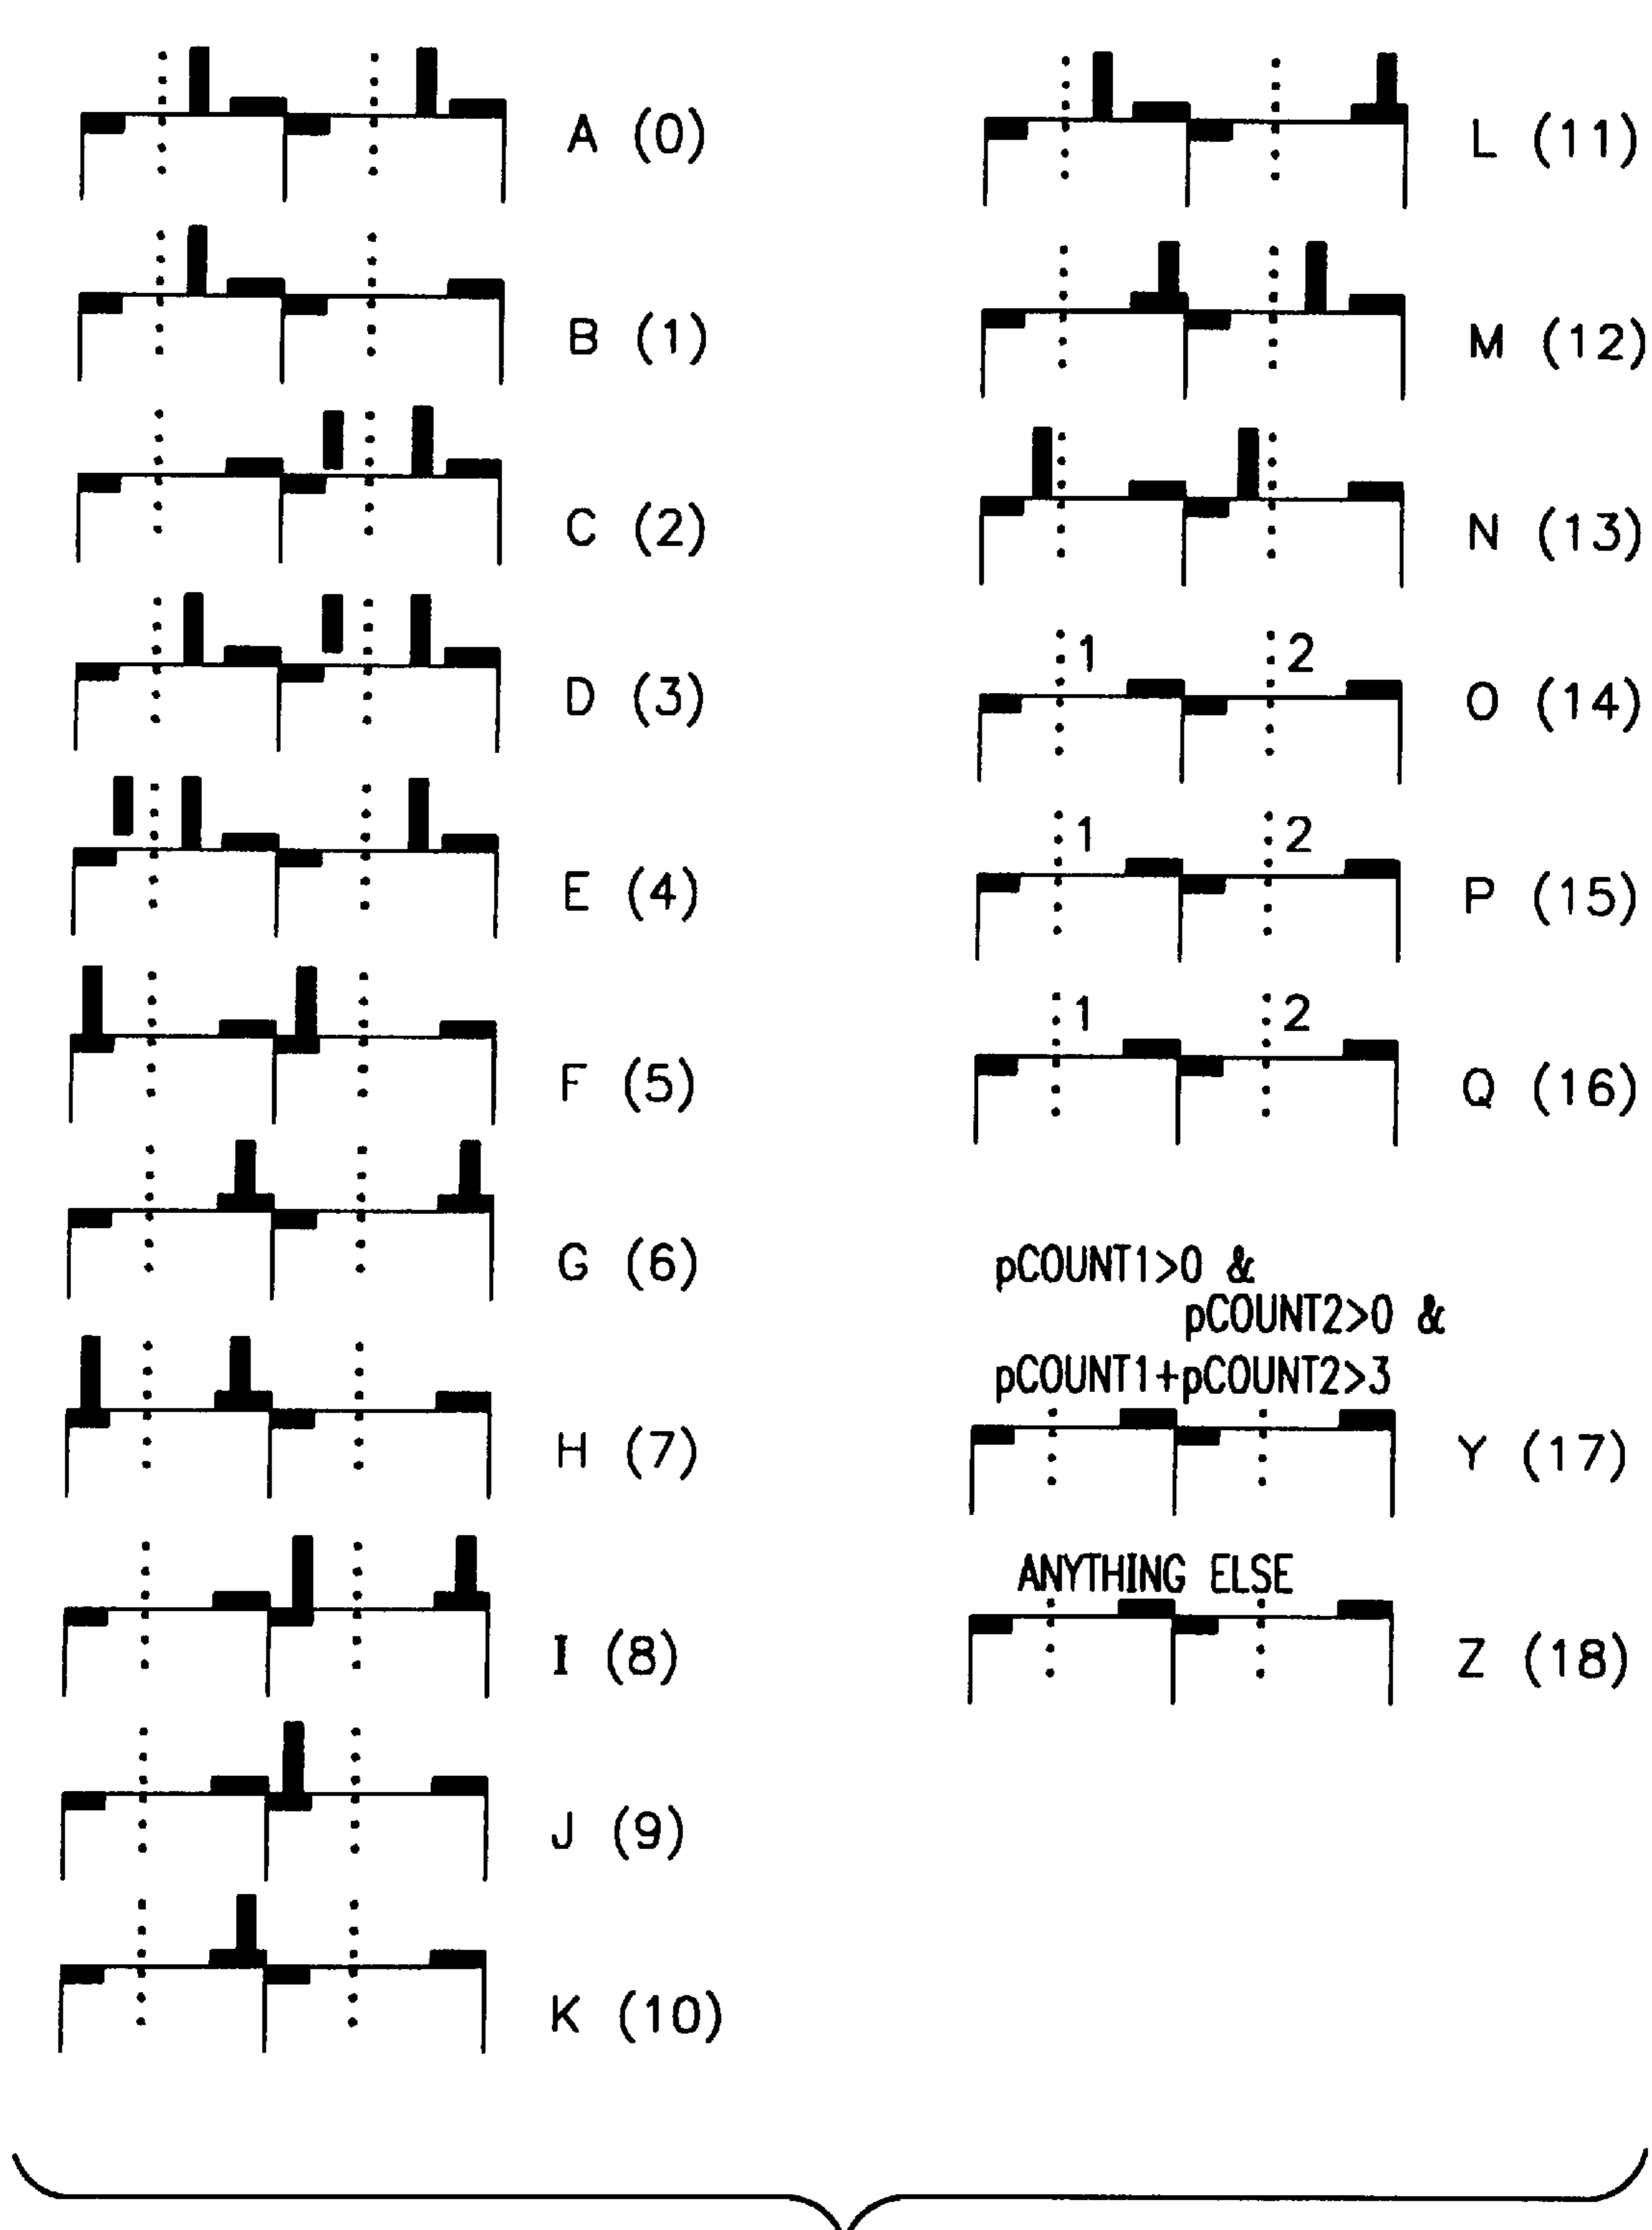 A (0)
B (1)
C (2)
D (3)
E (4)
F (5)
G (6)
H (7)
I (8)
J (9)
K (10)
L (11)
M (12)
N (13)
1 2
O (14)
1 2
P (15)
1 2
Q (16)
pCOUNT1>0 &
pCOUNT2>0 &
pCOUNT1+pCOUNT2>3
Y (17)
ANYTHING ELSE
Z (18)